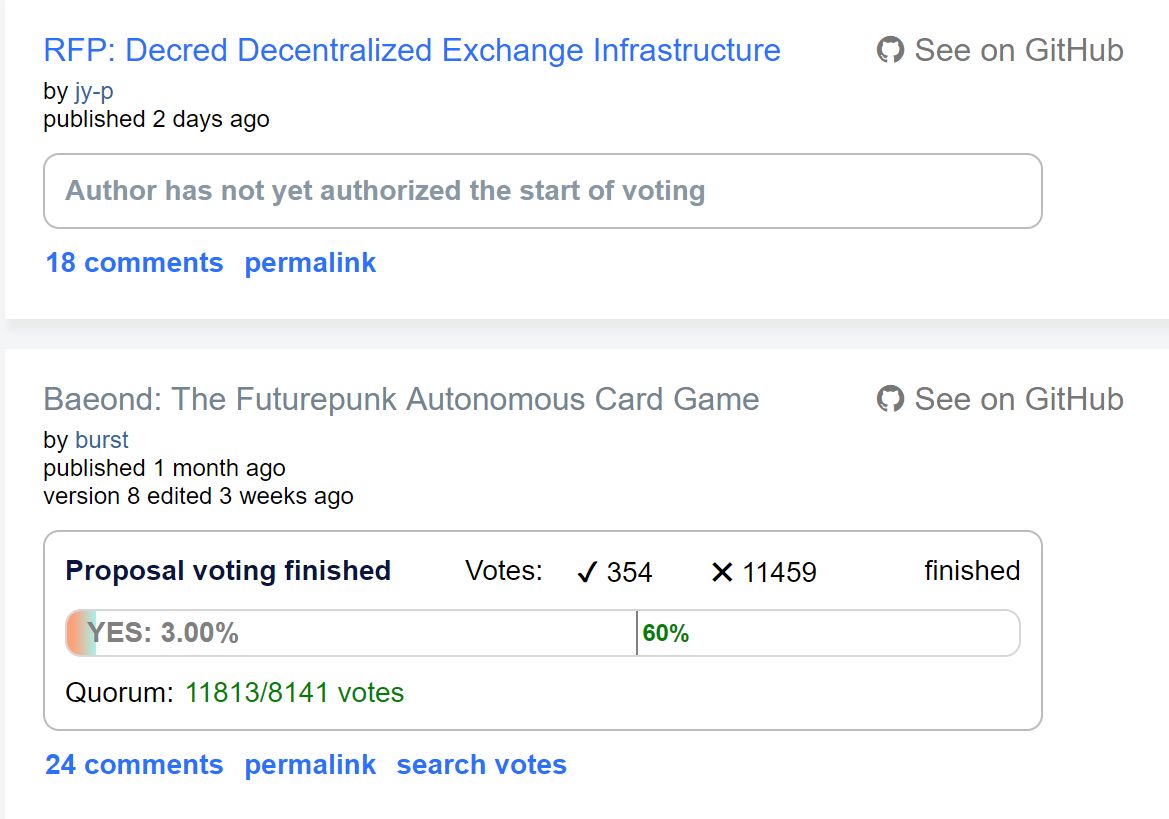 RFP: Decred Decentralized Exchange Infrastructure See on GitHub
by jy-p
published 2 days ago
Author has not yet authorized the start of voting
18 comments permalink
Baeond: The Futurepunk Autonomous Card Game See on GitHub
by burst
published 1 month ago
version 8 edited 3 weeks ago
Proposal voting finished Votes: ✓ 354 ✕ 11459 finished
YES: 3.00% 60%
Quorum: 11813/8141 votes
24 comments permalink search votes